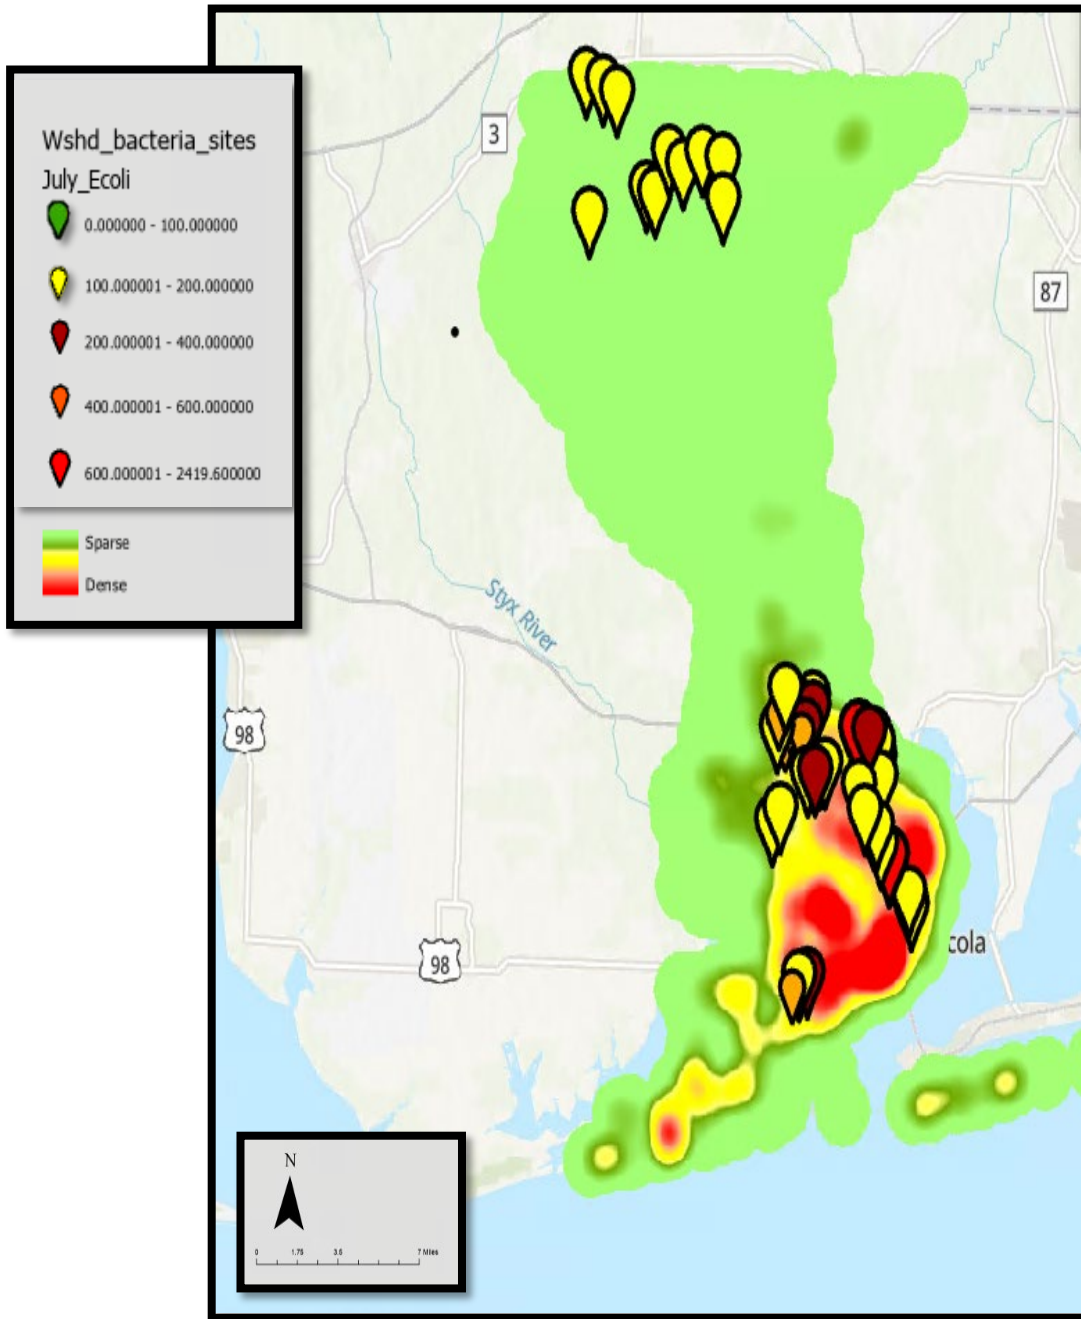 Wshd_bacteria_sites
July_Ecoli
0.000000 - 100.000000
100.000001 - 200.000000
200.000001 - 400.000000
400.000001 - 600.000000
600.000001 - 2419.600000
Sparse
Dense
3
87
Styx River
98
98
cola
N
0 1.75 3.5 7 Miles